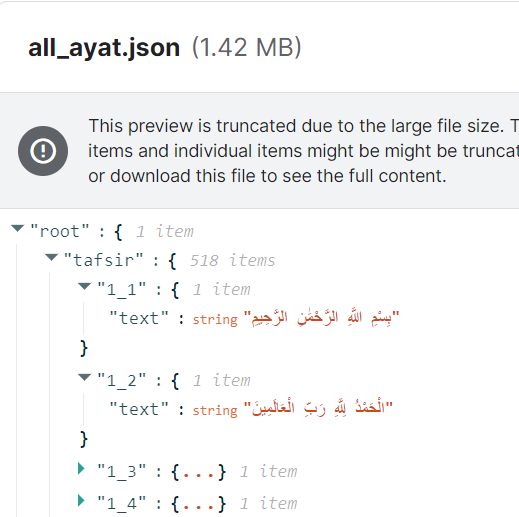 all_ayat.json (1.42 MB)
This preview is truncated due to the large file size.
items and individual items might be might be
or download this file to see the full content.
"root" : { 1 item
"tafsir" : { 518 items
"1_1" : { 1 item
"text" : string "بِسْمِ اللَّهِ الرَّحْمَٰنِ الرَّحِيمِ"
}
"1_2" : { 1 item
"text" : string "الْحَمْدُ لِلَّهِ رَبِّ الْعَالَمِينَ"
}
"1_3" : {...} 1 item
"1_4" : {...} 1 item